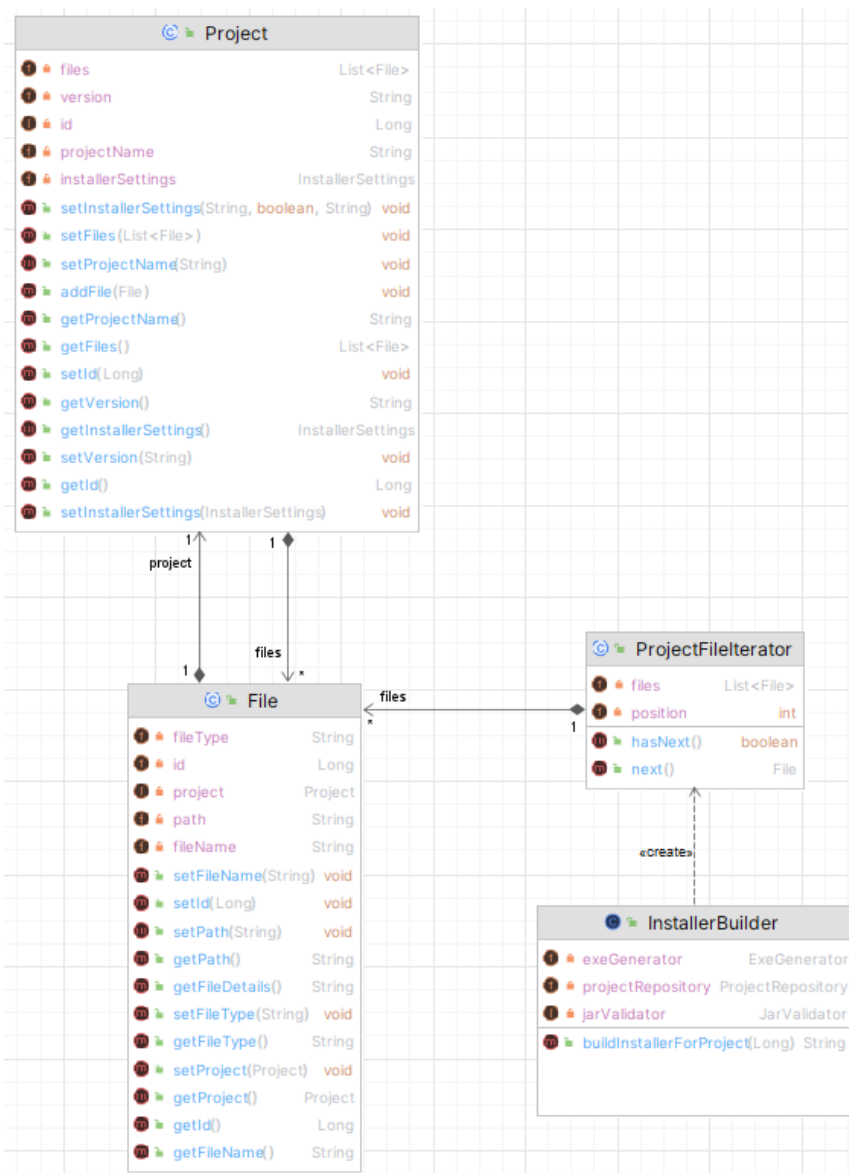 Project
files List<File>
version String
id Long
projectName String
installerSettings InstallerSettings
setInstallerSettings(String, boolean, String) void
setFiles(List<File>) void
setProjectName(String) void
addFile(File) void
getProjectName() String
getFiles() List<File>
setId(Long) void
getVersion() String
getInstallerSettings() InstallerSettings
setVersion(String) void
getId() Long
setInstallerSettings(InstallerSettings) void
1 1
project
files
1 *
File
fileType String
id Long
project Project
path String
fileName String
setFileName(String) void
setId(Long) void
setPath(String) void
getPath() String
getFileDetails() String
setFileType(String) void
getFileType() String
setProject(Project) void
getProject() Project
getId() Long
getFileName() String
files
* 1
ProjectFileIterator
files List<File>
position int
hasNext() boolean
next() File
«create»
InstallerBuilder
exeGenerator ExeGenerator
projectRepository ProjectRepository
jarValidator JarValidator
buildInstallerForProject(Long) String